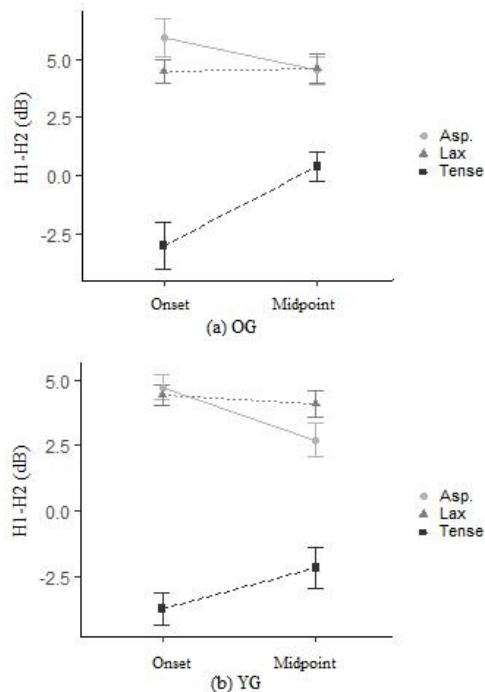 H1-H2 (dB)
5.0
2.5
0.0
-2.5
Onset Midpoint
(a) OG
Asp.
Lax
Tense
H1-H2 (dB)
5.0
2.5
0.0
-2.5
Onset Midpoint
(b) YG
Asp.
Lax
Tense